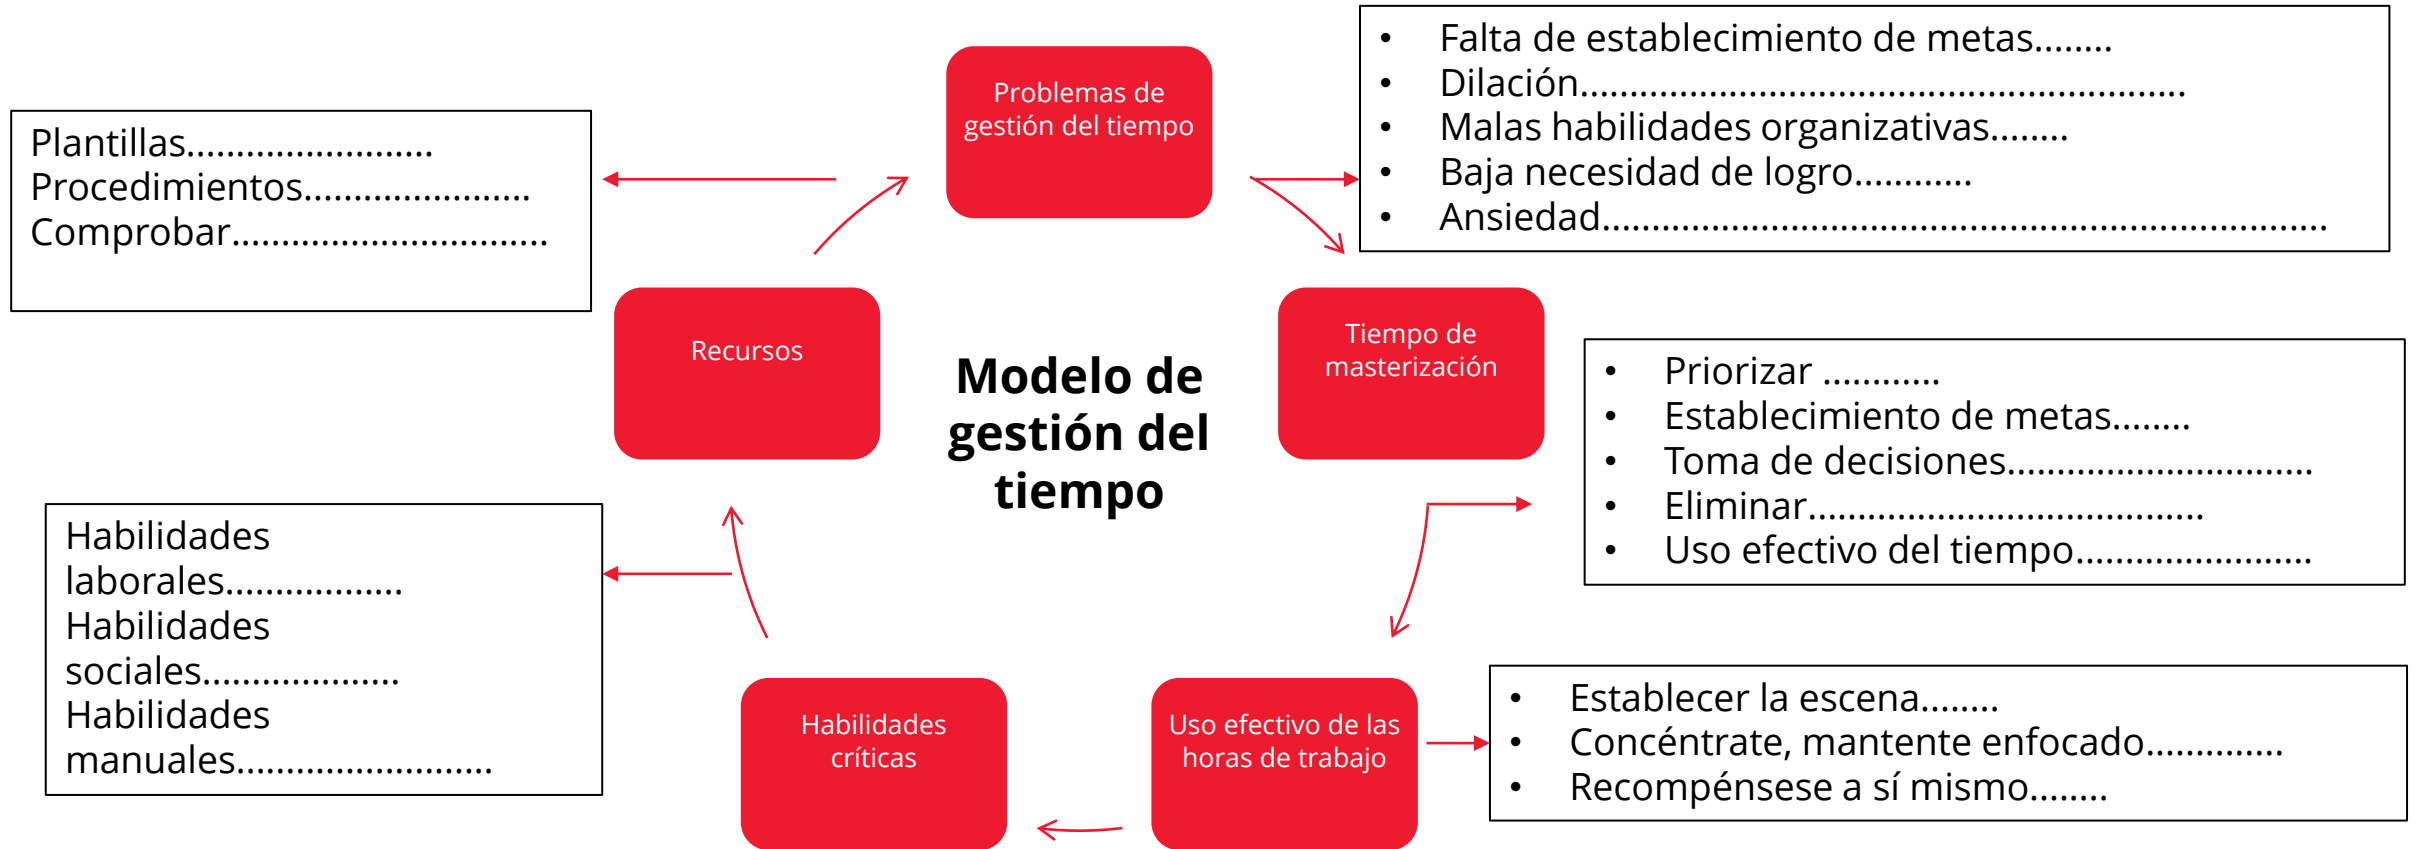 Problemas de
gestión del tiempo
• Falta de establecimiento de metas........
• Dilación.............................................................
• Malas habilidades organizativas........
• Baja necesidad de logro............
• Ansiedad.........................................................................
Plantillas.........................
Procedimientos.......................
Comprobar................................
Recursos
Tiempo de
masterización
Modelo de
gestión del
tiempo
• Priorizar ............
• Establecimiento de metas........
• Toma de decisiones...............................
• Eliminar........................................
• Uso efectivo del tiempo........................
Habilidades
laborales..................
Habilidades
sociales....................
Habilidades
manuales..........................
Habilidades
críticas
Uso efectivo de las
horas de trabajo
• Establecer la escena........
• Concéntrate, mantente enfocado..............
• Recompénsese a sí mismo........